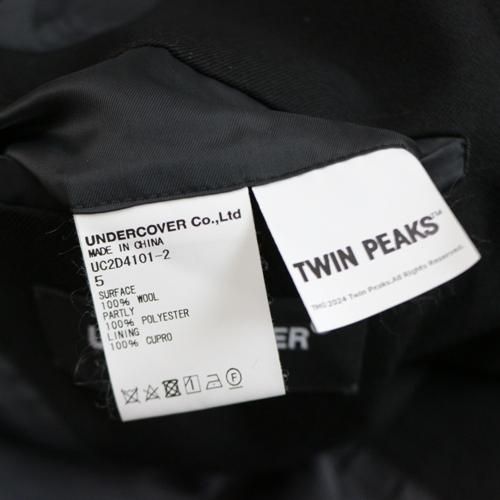 UNDERCOVER Co.,Ltd
MADE IN CHINA
UC2D4101-2
5
SURFACE
100% WOOL
PARTLY
100% POLYESTER
LINING
100% CUPRO
TWIN PEAKS™
TM©2024 Twin Peaks.All Rights Reserved.
U
ER